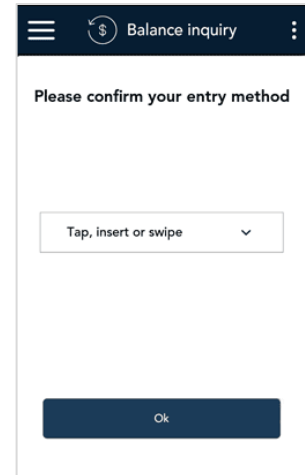 $ Balance inquiry
Please confirm your entry method
Tap, insert or swipe
Ok